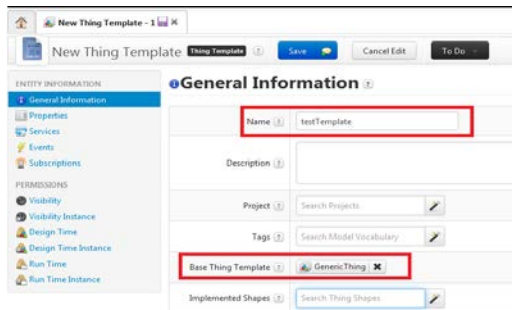 New Thing Template - 1
New Thing Template Thing Template ? Save Cancel Edit To Do
ENTITY INFORMATION
General Information
Properties
Services
Events
Subscriptions
PERMISSIONS
Visibility
Visibility Instance
Design Time
Design Time Instance
Run Time
Run Time Instance
General Information ?
Name ? testTemplate
Description ?
Project ? Search Projects
Tags ? Search Model Vocabulary
Base Thing Template ? GenericThing
Implemented Shapes ? Search Thing Shapes